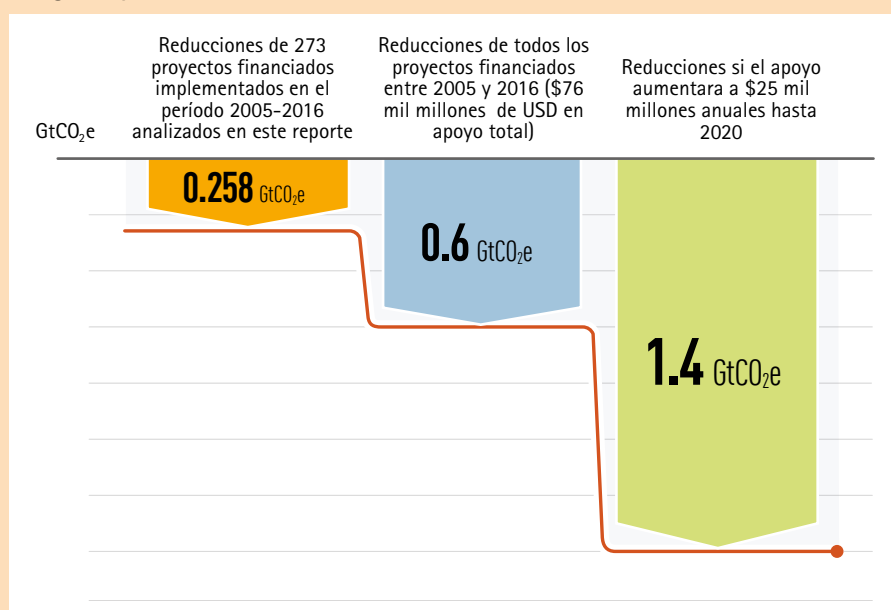 Reducciones de 273
proyectos financiados
implementados en el
período 2005-2016
analizados en este reporte
Reducciones de todos los
proyectos financiados
entre 2005 y 2016 ($76
mil millones de USD en
apoyo total)
Reducciones si el apoyo
aumentara a $25 mil
millones anuales hasta
2020
GtCO₂e
0.258 GtCO₂e
0.6 GtCO₂e
1.4 GtCO₂e